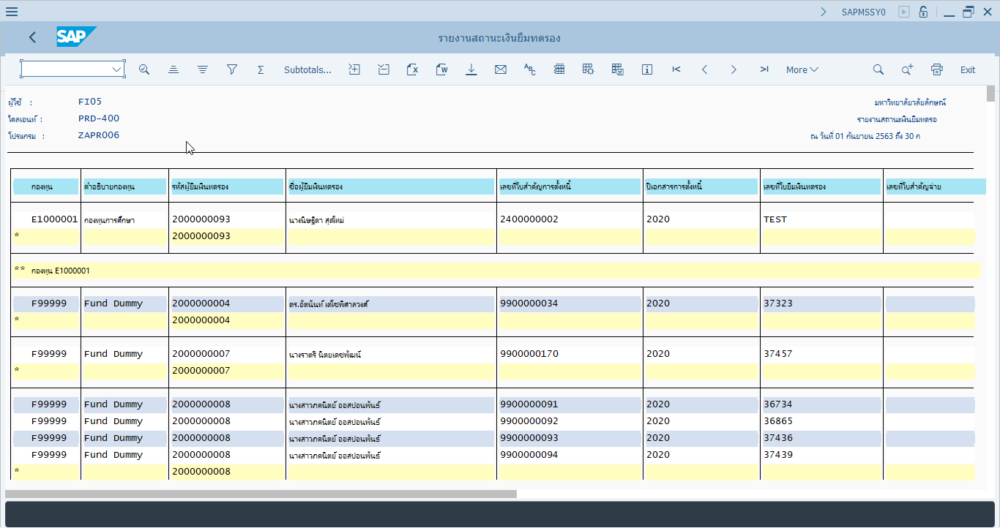 SAPMSSY0
SAP รายงานสถานะเงินยืมทดรอง
Subtotals... More Exit
ผู้ใช้ : FI05 มหาวิทยาลัยวลัยลักษณ์
ไคลเอนท์ : PRD-400 รายงานสถานะเงินยืมทดรอ
โปรแกรม : ZAPR006 ณ วันที่ 01 กันยายน 2563 ถึง 30 ก
กองทุน คำอธิบายกองทุน รหัสผู้ยืมเงินทดรอง ชื่อผู้ยืมเงินทดรอง เลขที่ใบสำคัญการตั้งหนี้ ปีเอกสารการตั้งหนี้ เลขที่ใบยืมเงินทดรอง เลขที่ใบสำคัญจ่าย
E1000001 กองทุนการศึกษา 2000000093 นางนิษฐิดา สุดใหม่ 2400000002 2020 TEST
* 2000000093
** กองทุน E1000001
F99999 Fund Dummy 2000000004 9900000034 2020 37323
* 2000000004
F99999 Fund Dummy 2000000007 นางราตรี นิตยเดชพัฒน์ 9900000170 2020 37457
* 2000000007
F99999 Fund Dummy 2000000008 นางสาวภคนิตย์ ออสปอนพันธ์ 9900000091 2020 36734
F99999 Fund Dummy 2000000008 นางสาวภคนิตย์ ออสปอนพันธ์ 9900000092 2020 36865
F99999 Fund Dummy 2000000008 นางสาวภคนิตย์ ออสปอนพันธ์ 9900000093 2020 37436
F99999 Fund Dummy 2000000008 นางสาวภคนิตย์ ออสปอนพันธ์ 9900000094 2020 37439
* 2000000008